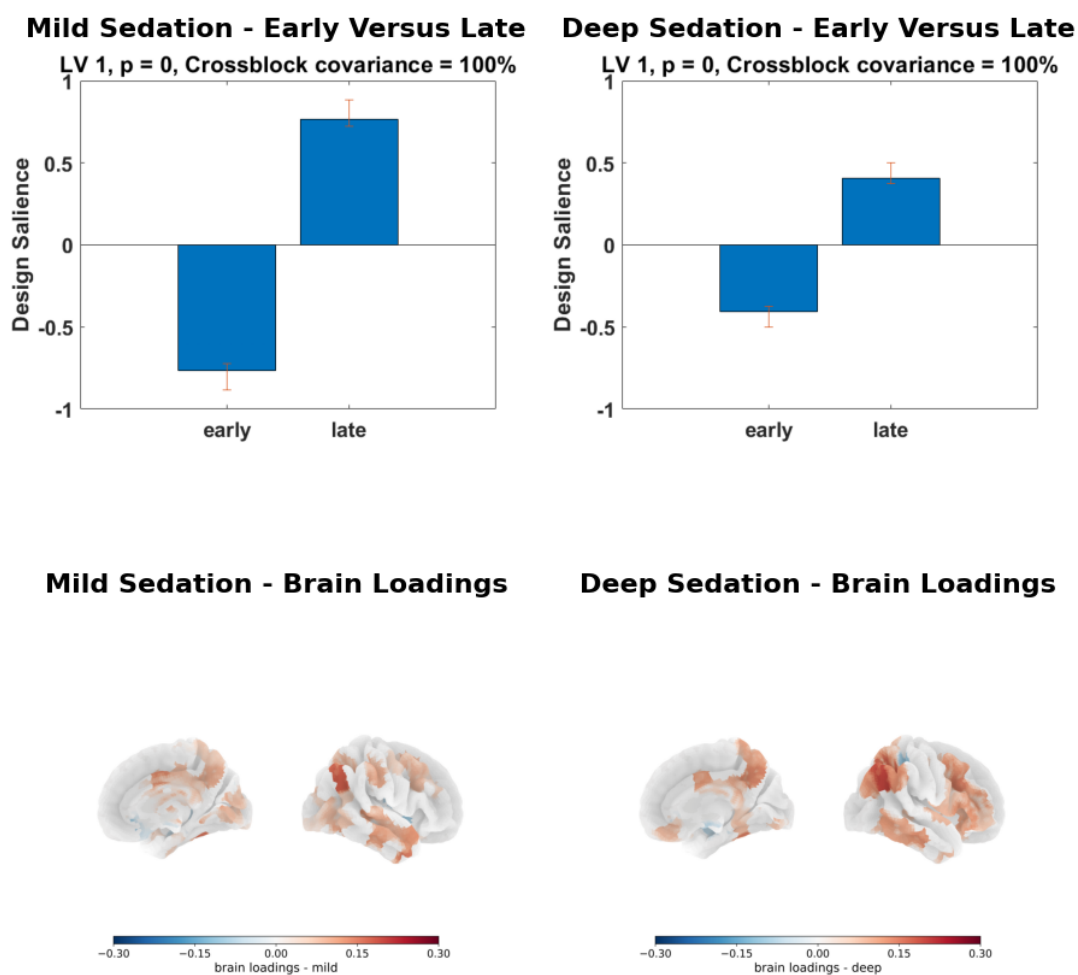 Mild Sedation - Early Versus Late
LV 1, p = 0, Crossblock covariance = 100%
1
0.5
0
-0.5
-1
Design Salience
early late
Deep Sedation - Early Versus Late
LV 1, p = 0, Crossblock covariance = 100%
1
0.5
0
-0.5
-1
Design Salience
early late
Mild Sedation - Brain Loadings
−0.30 −0.15 0.00 0.15 0.30
brain loadings - mild
Deep Sedation - Brain Loadings
−0.30 −0.15 0.00 0.15 0.30
brain loadings - deep